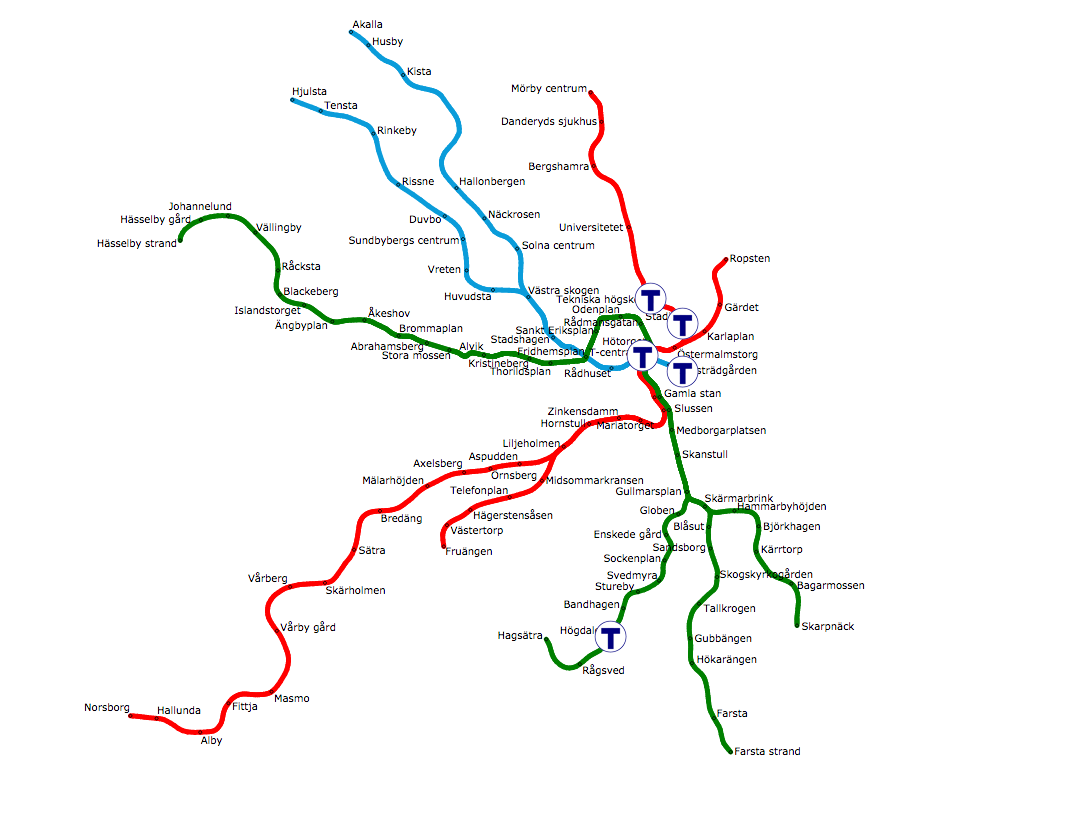 Akalla
Husby
Kista
Hjulsta
Tensta
Rinkeby
Mörby centrum
Danderyds sjukhus
Bergshamra
Rissne
Hallonbergen
Duvbo
Näckrosen
Universitetet
Johannelund
Hässelby gård
Hässelby strand
Vällingby
Sundbybergs centrum
Solna centrum
Råcksta
Vreten
Ropsten
Blackeberg
Huvudsta
Västra skogen
Tekniska högsk
T
Islandstorget
Åkeshov
Odenplan
Stad
Gärdet
Ängbyplan
Rådmansgatan
T
Brommaplan
Sankt Eriksplan
Karlaplan
Abrahamsberg
Alvik
Stadshagen
Hötorget
Stora mossen
Fridhemsplan
T-centra
T
Östermalmstorg
Kristineberg
Thorildsplan
Rådhuset
T
strädgården
Gamla stan
Zinkensdamm
Slussen
Hornstull
Mariatorget
Medborgarplatsen
Liljeholmen
Skanstull
Aspudden
Axelsberg
Örnsberg
Mälarhöjden
Midsommarkransen
Telefonplan
Gullmarsplan
Skärmarbrink
Hammarbyhöjden
Bredäng
Hägerstensåsen
Globen
Västertorp
Enskede gård
Blåsut
Björkhagen
Sätra
Fruängen
Sandsborg
Kärrtorp
Sockenplan
Vårberg
Svedmyra
Skogskyrkogården
Skärholmen
Stureby
Bagarmossen
Bandhagen
Tallkrogen
Vårby gård
Högdal
T
Skarpnäck
Hagsätra
Gubbängen
Rågsved
Hökarängen
Masmo
Norsborg
Hallunda
Fittja
Farsta
Alby
Farsta strand